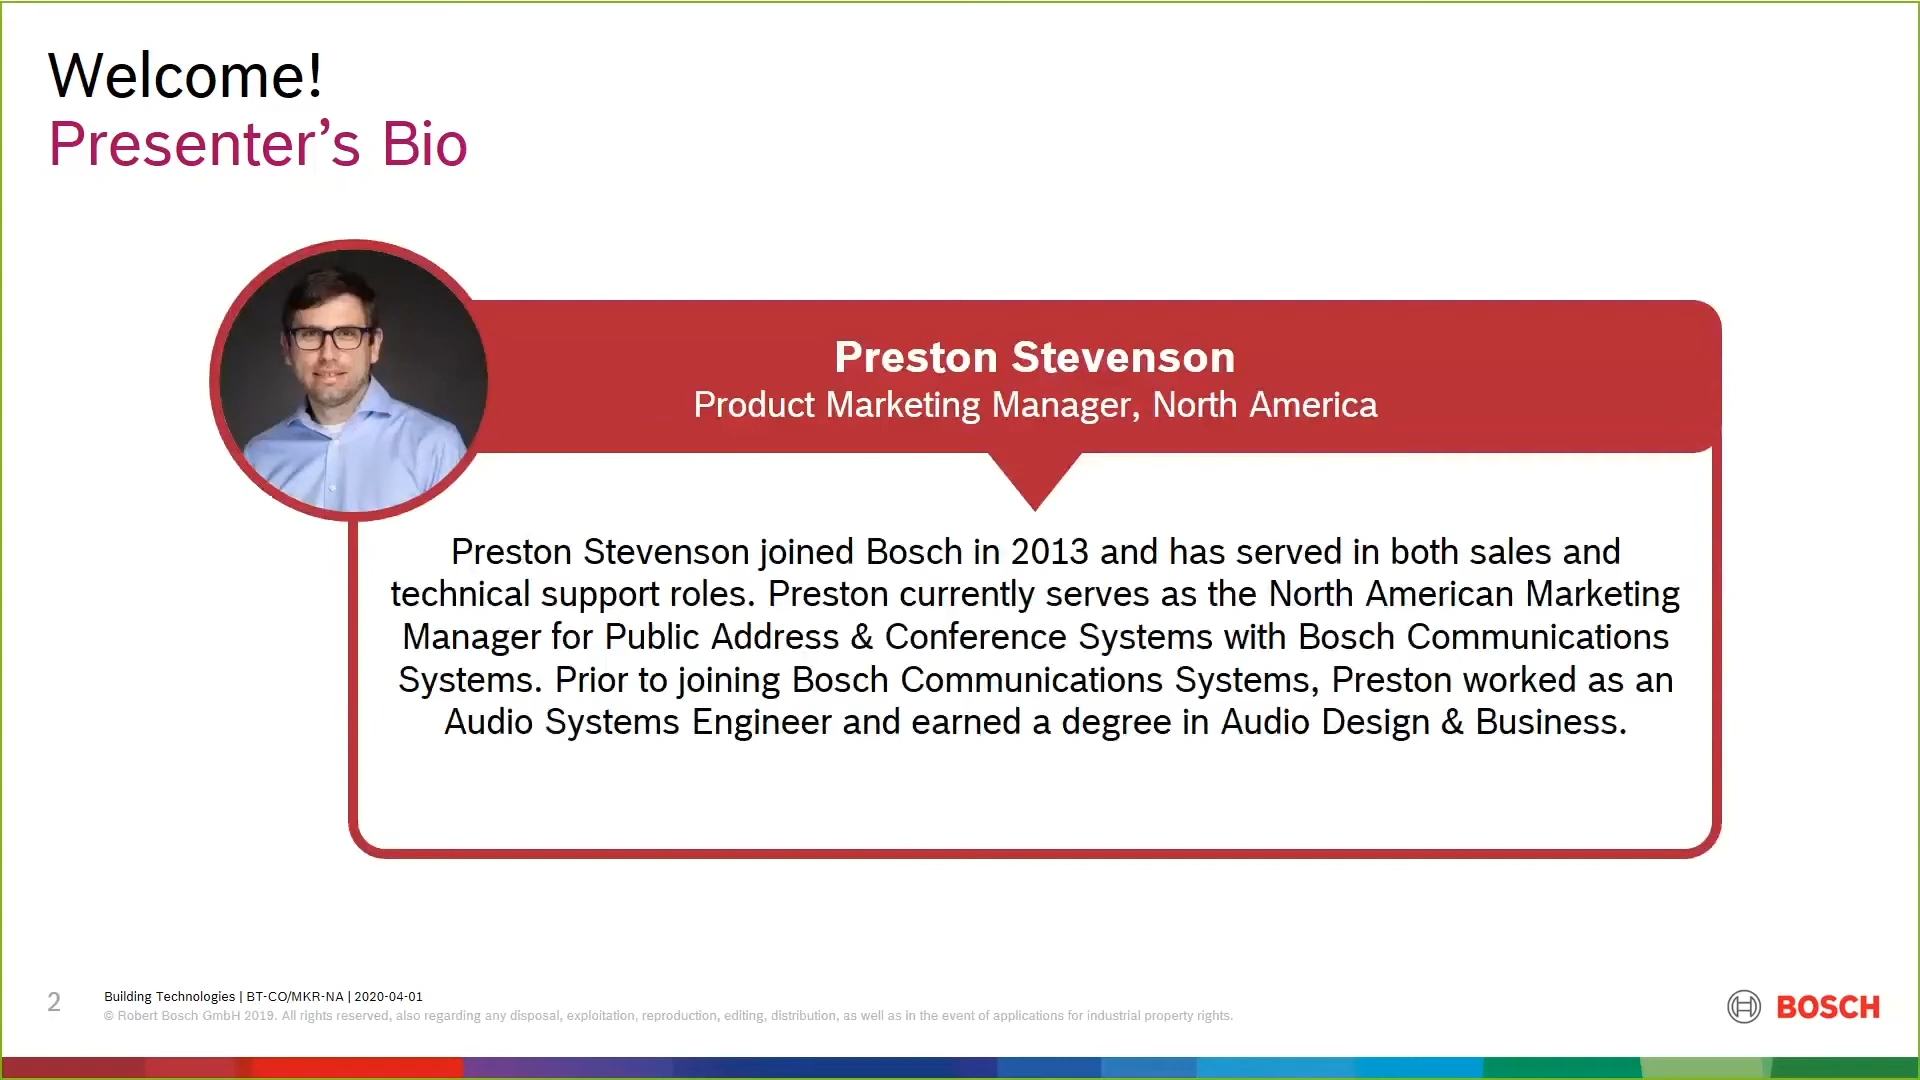 Welcome!
Presenter’s Bio
Preston Stevenson
Product Marketing Manager, North America
Preston Stevenson joined Bosch in 2013 and has served in both sales and
technical support roles. Preston currently serves as the North American Marketing
Manager for Public Address & Conference Systems with Bosch Communications
Systems. Prior to joining Bosch Communications Systems, Preston worked as an
Audio Systems Engineer and earned a degree in Audio Design & Business.
2
Building Technologies | BT-CO/MKR-NA | 2020-04-01
© Robert Bosch GmbH 2019. All rights reserved, also regarding any disposal, exploitation, reproduction, editing, distribution, as well as in the event of applications for industrial property rights.
BOSCH